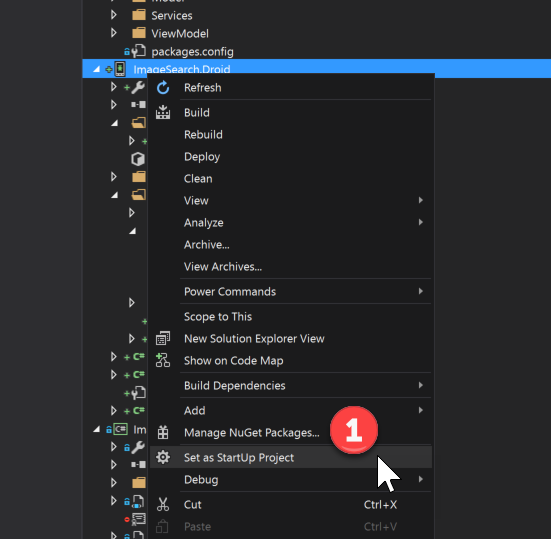 Services
ViewModel
packages.config
ImageSearch.Droid
Refresh
Build
Rebuild
Deploy
Clean
View
Analyze
Archive...
View Archives...
Power Commands
Scope to This
New Solution Explorer View
Show on Code Map
Build Dependencies
Add
Manage NuGet Packages...
1
C# Im
Set as StartUp Project
Debug
Cut Ctrl+X
Paste Ctrl+V